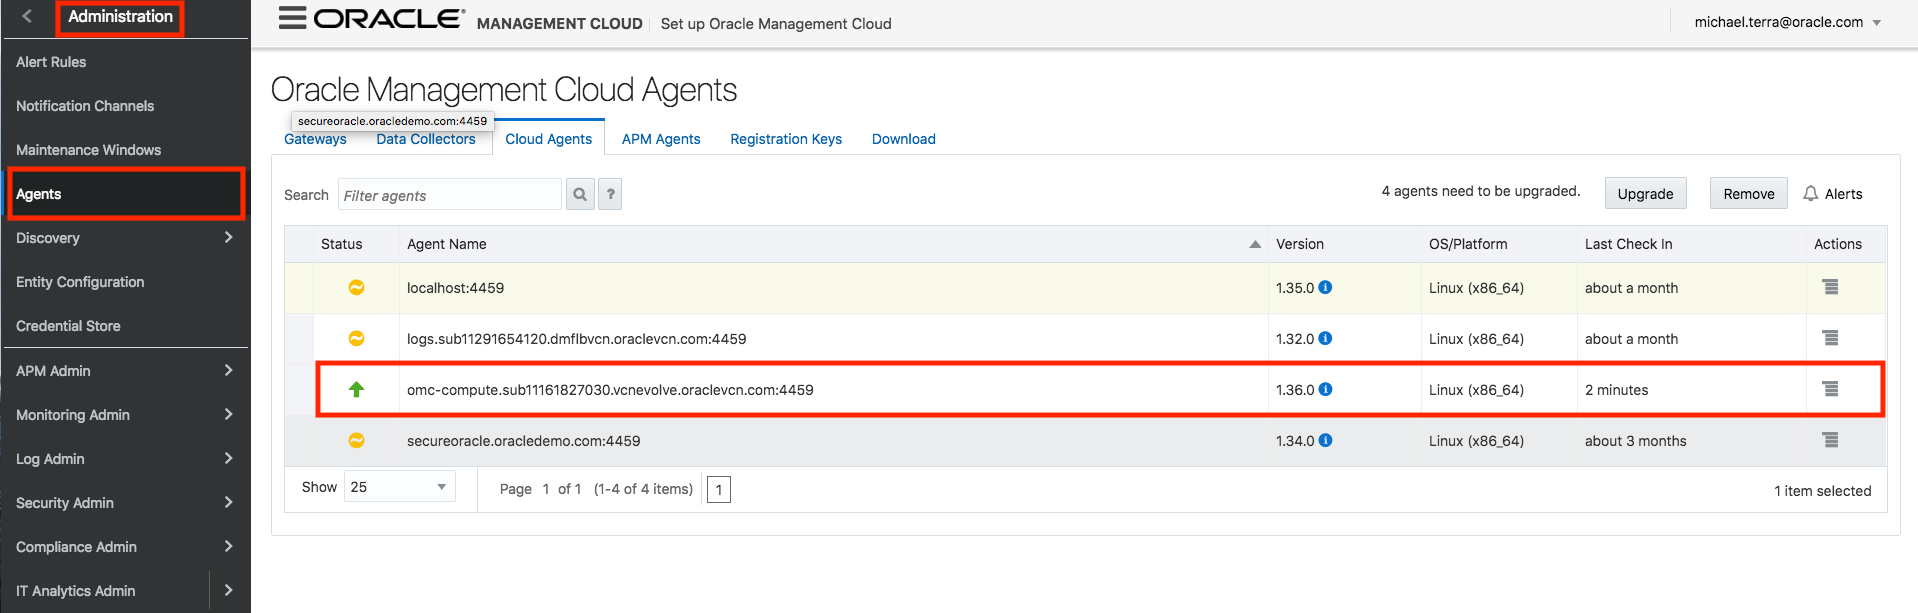 Administration
Alert Rules
Notification Channels
Maintenance Windows
Agents
Discovery
Entity Configuration
Credential Store
APM Admin
Monitoring Admin
Log Admin
Security Admin
Compliance Admin
IT Analytics Admin
ORACLE® MANAGEMENT CLOUD Set up Oracle Management Cloud michael.terra@oracle.com
Oracle Management Cloud Agents
secureoracle.oracledemo.com:4459
Gateways Data Collectors Cloud Agents APM Agents Registration Keys Download
Search Filter agents ? 4 agents need to be upgraded. Upgrade Remove Alerts
Status Agent Name Version OS/Platform Last Check In Actions
localhost:4459 1.35.0 Linux (x86_64) about a month
logs.sub11291654120.dmflbvcn.oraclevcn.com:4459 1.32.0 Linux (x86_64) about a month
omc-compute.sub11161827030.vcnevolve.oraclevcn.com:4459 1.36.0 Linux (x86_64) 2 minutes
secureoracle.oracledemo.com:4459 1.34.0 Linux (x86_64) about 3 months
Show 25 Page 1 of 1 (1-4 of 4 items) 1
1 item selected